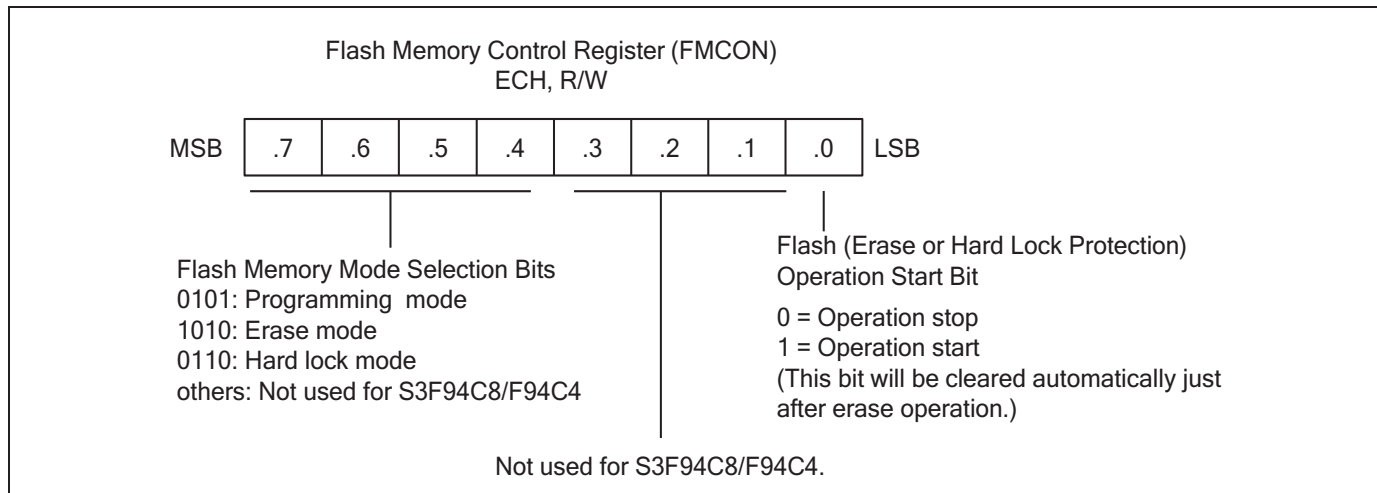 Flash Memory Control Register (FMCON)
ECH, R/W
MSB .7 .6 .5 .4 .3 .2 .1 .0 LSB
Flash Memory Mode Selection Bits
0101: Programming mode
1010: Erase mode
0110: Hard lock mode
others: Not used for S3F94C8/F94C4
Flash (Erase or Hard Lock Protection)
Operation Start Bit
0 = Operation stop
1 = Operation start
(This bit will be cleared automatically just
after erase operation.)
Not used for S3F94C8/F94C4.